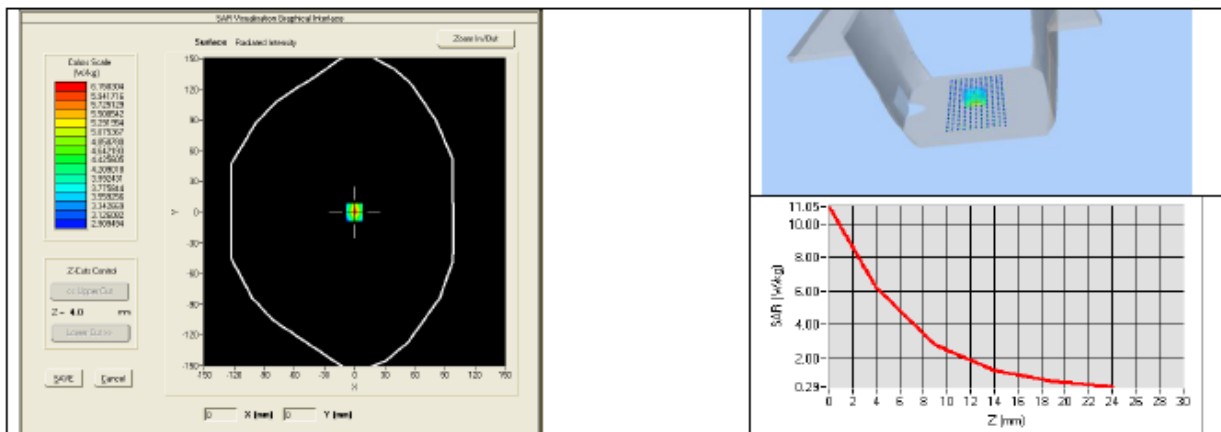 SAR Visualisation Graphical Interface
Surface Radiated Intensity
Zoom In/Out
Colors Scale
(W/kg)
150
120
90
60
30
0
-30
-60
-90
-120
-150
Y
-150 -120 -90 -60 -30 0 30 60 90 120 150
X
Z-Cuts Control
<< Upper Cut
Z = 4.0 mm
Lower Cut >>
SAVE
Cancel
0 X (mm) 0 Y (mm)
SAR (W/kg)
11.05
10.00
8.00
6.00
4.00
2.00
0.29
0 2 4 6 8 10 12 14 16 18 20 22 24 26 28 30
Z (mm)